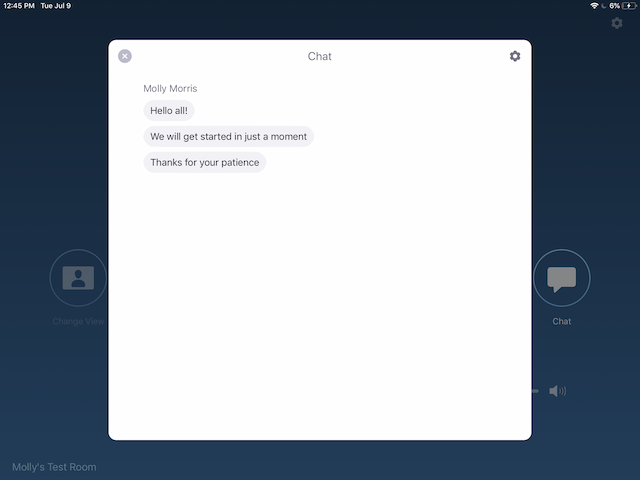 12:45 PM Tue Jul 9
6%
Chat
Molly Morris
Hello all!
We will get started in just a moment
Thanks for your patience
Change View
Chat
Molly's Test Room